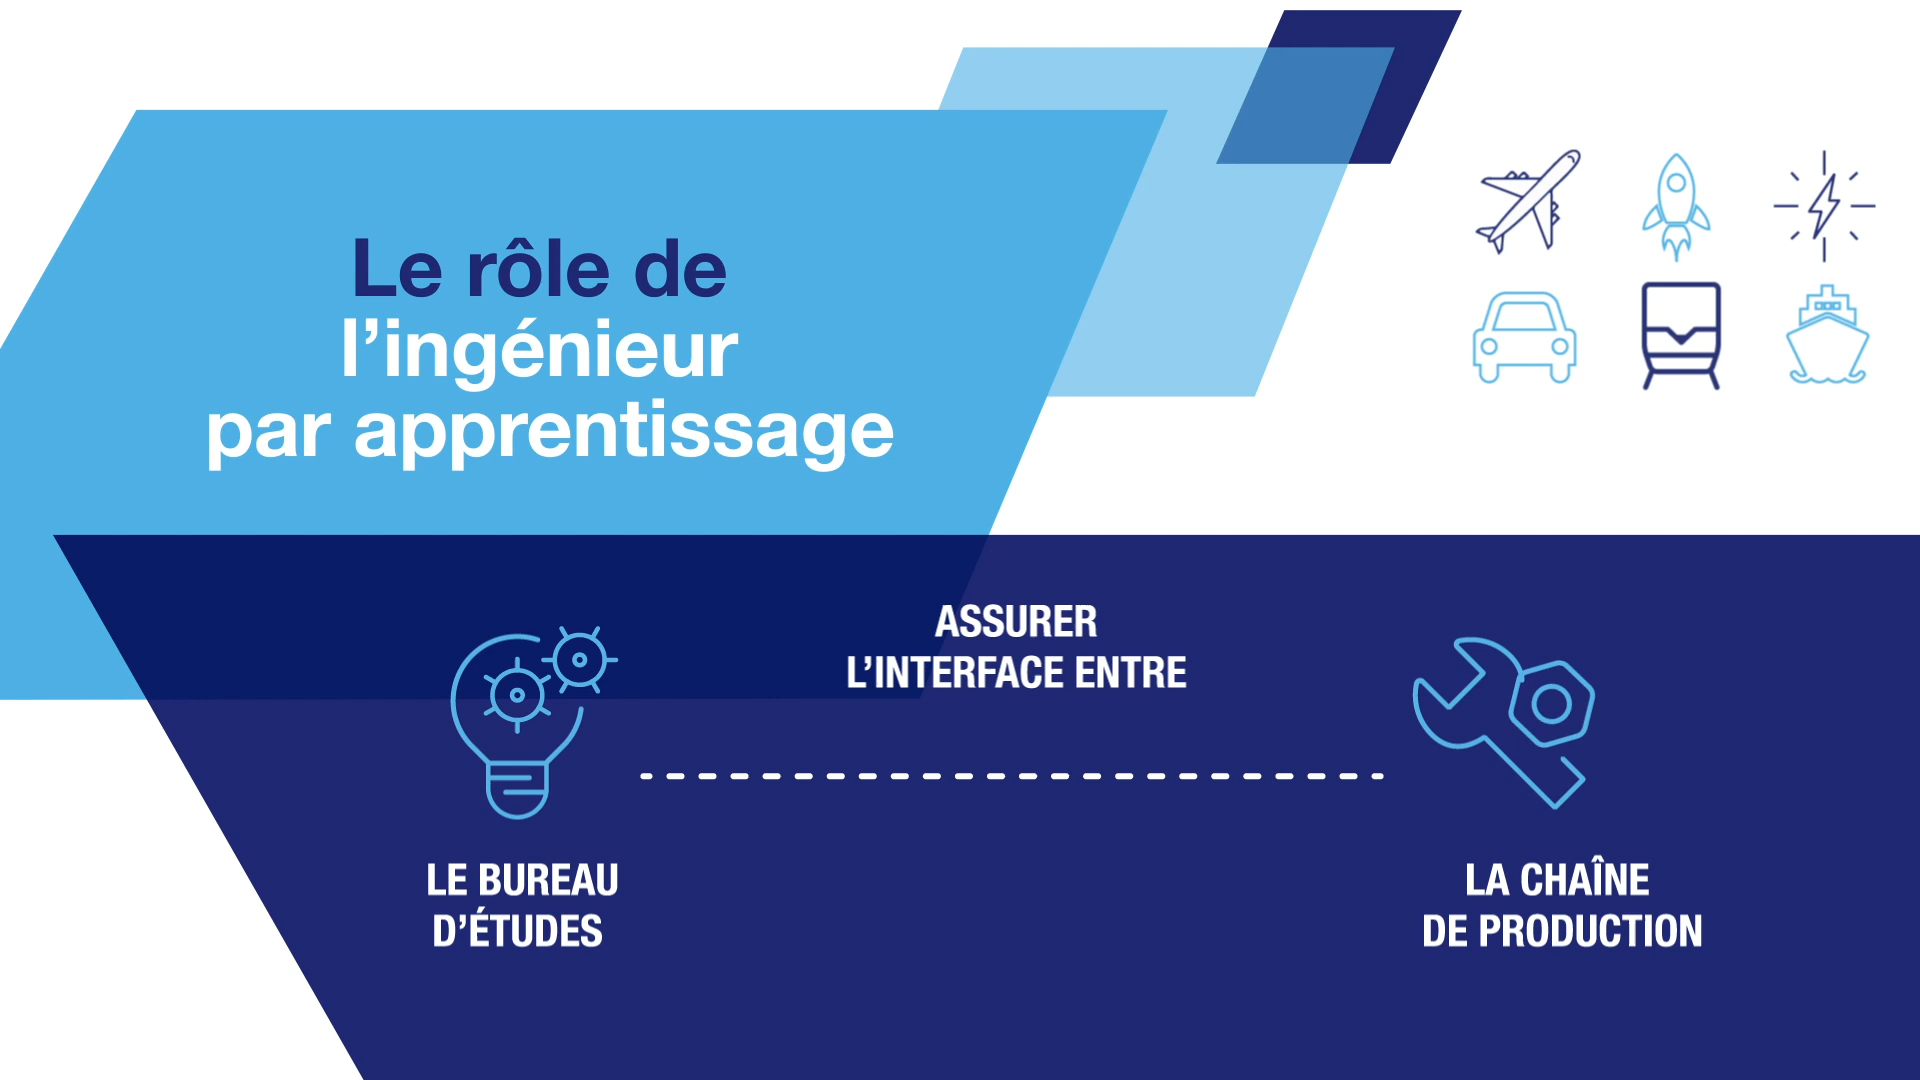 Le rôle de
l’ingénieur
par apprentissage
ASSURER
L’INTERFACE ENTRE
LE BUREAU
D’ÉTUDES
LA CHAÎNE
DE PRODUCTION